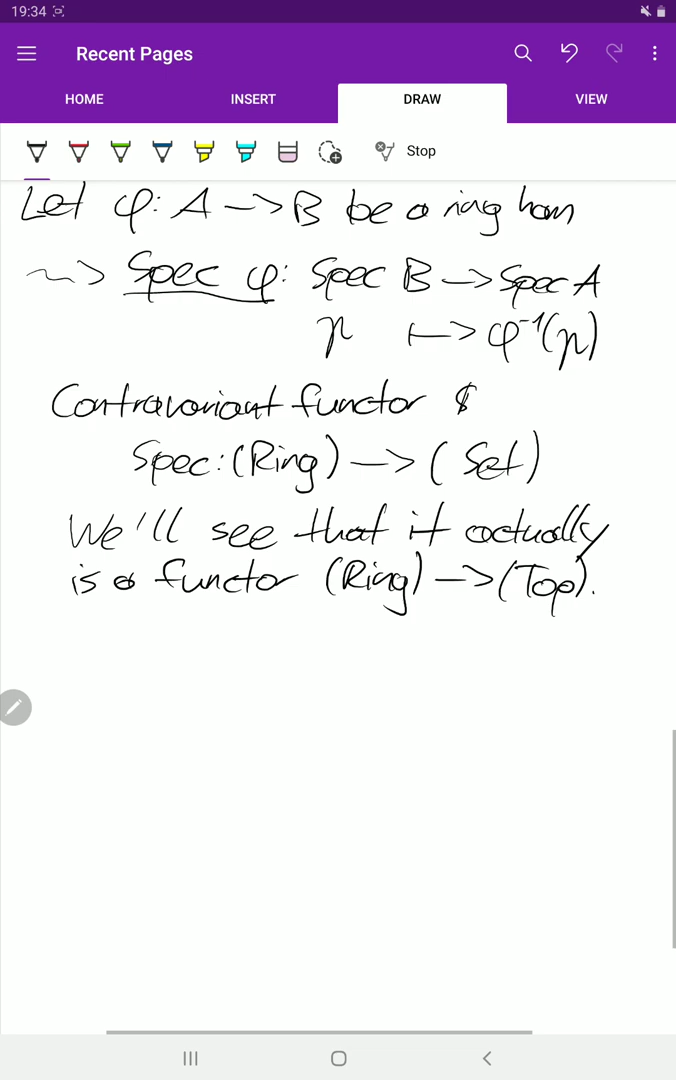 19:34
Recent Pages
HOME INSERT DRAW VIEW
Stop
Let φ: A —> B be a ring hom
~> Spec φ: Spec B —> Spec A
p ⟼ φ⁻¹(p)
Contravariant functor
Spec: (Ring) —> (Set)
We'll see that it actually
is a functor (Ring) —> (Top).